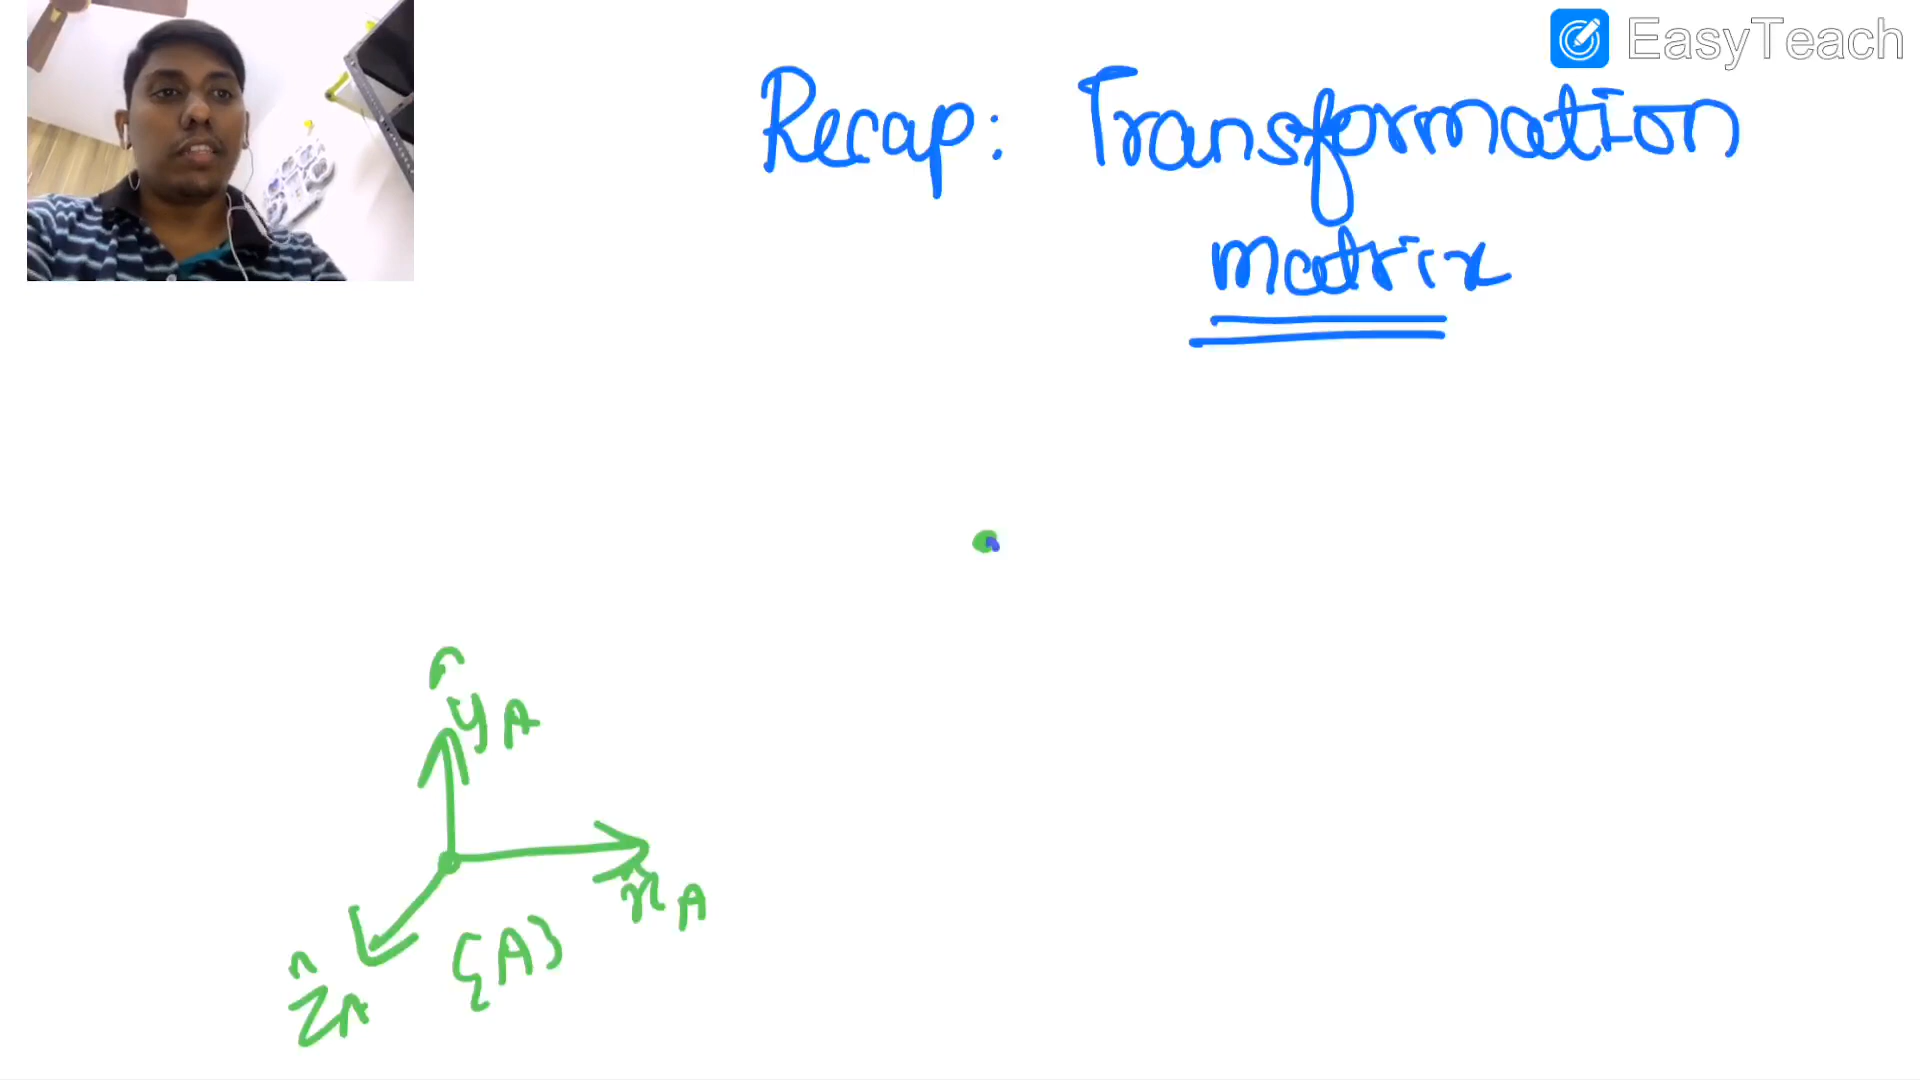 EasyTeach
Recap: Transformation
matrix
ŷA
x̂A
{A}
ẑA